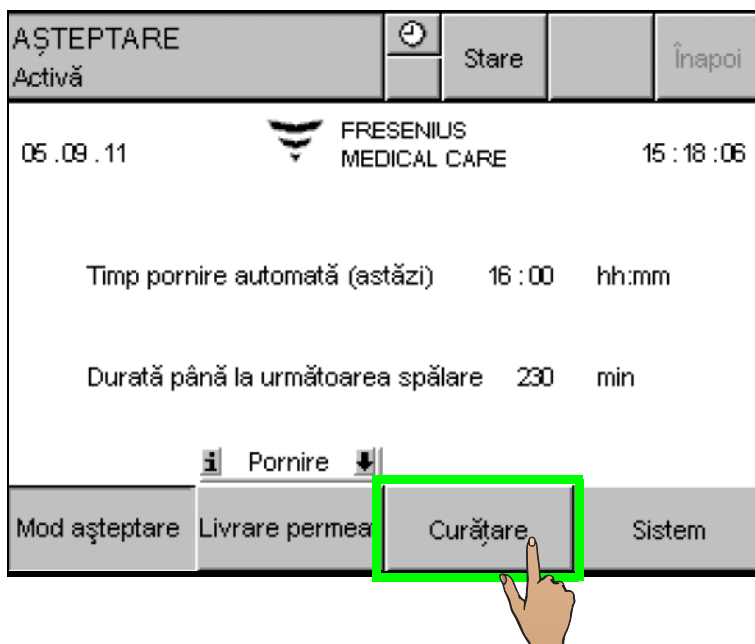 AȘTEPTARE
Activă
Stare
Înapoi
05 .09 . 11
FRESENIUS
MEDICAL CARE
15 : 18 : 06
Timp pornire automată (astăzi) 16 : 00 hh:mm
Durată până la următoarea spălare 230 min
i Pornire
Mod aşteptare
Livrare permea
Curățare
Sistem